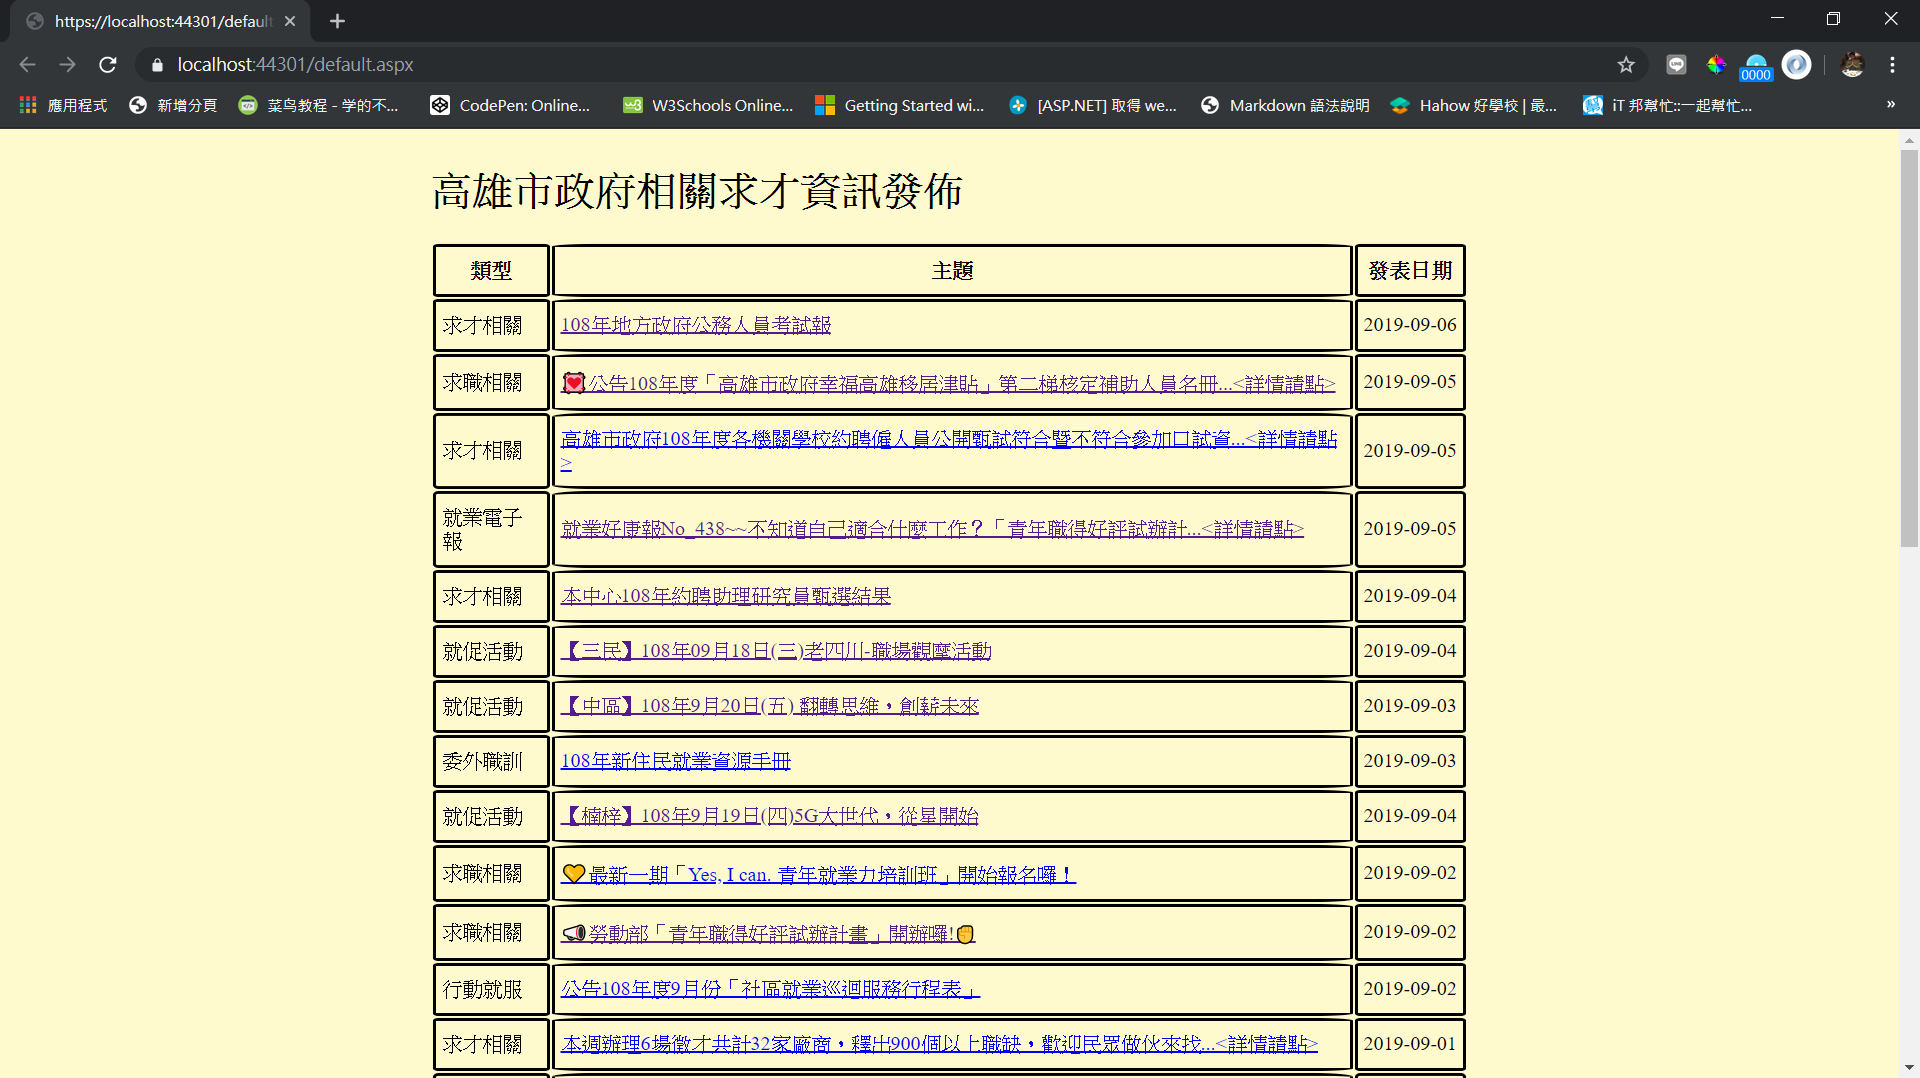 https://localhost:44301/default
localhost:44301/default.aspx
0000
應用程式 新增分頁 菜鸟教程 - 学的不... CodePen: Online... W3Schools Online... Getting Started wi... [ASP.NET] 取得 we... Markdown 語法說明 Hahow 好學校 | 最... iT 邦幫忙::一起幫忙... »
高雄市政府相關求才資訊發佈
類型 主題 發表日期
求才相關 108年地方政府公務人員考試報 2019-09-06
求職相關 💟公告108年度「高雄市政府幸福高雄移居津貼」第二梯核定補助人員名冊...<詳情請點> 2019-09-05
求才相關 高雄市政府108年度各機關學校約聘僱人員公開甄試符合暨不符合參加口試資...<詳情請點
> 2019-09-05
就業電子
報 就業好康報No_438~~不知道自己適合什麼工作？「青年職得好評試辦計...<詳情請點> 2019-09-05
求才相關 本中心108年約聘助理研究員甄選結果 2019-09-04
就促活動 【三民】108年09月18日(三)老四川-職場觀摩活動 2019-09-04
就促活動 【中區】108年9月20日(五) 翻轉思維，創薪未來 2019-09-03
委外職訓 108年新住民就業資源手冊 2019-09-03
就促活動 【楠梓】108年9月19日(四)5G大世代，從星開始 2019-09-04
求職相關 💛最新一期「Yes, I can. 青年就業力培訓班」開始報名囉！ 2019-09-02
求職相關 📢勞動部「青年職得好評試辦計畫」開辦囉!✊ 2019-09-02
行動就服 公告108年度9月份「社區就業巡迴服務行程表」 2019-09-02
求才相關 本週辦理6場徵才共計32家廠商，釋出900個以上職缺，歡迎民眾做伙來找...<詳情請點> 2019-09-01